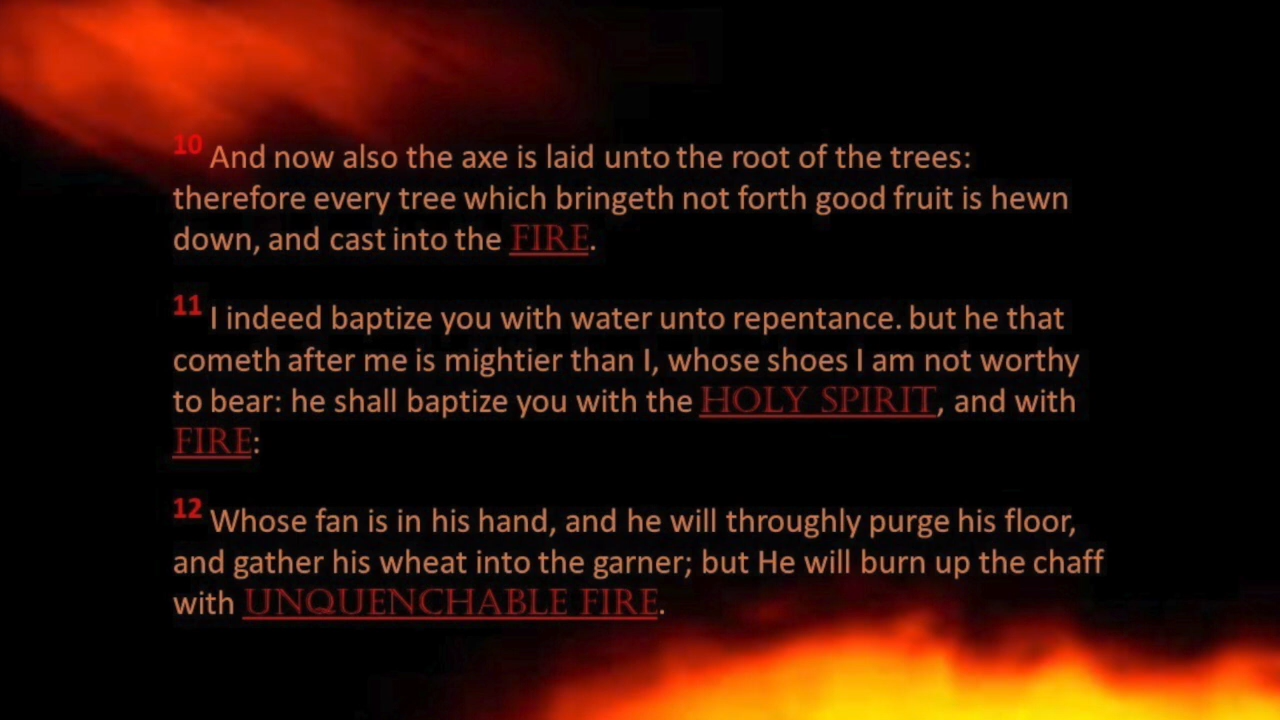 10 And now also the axe is laid unto the root of the trees:
therefore every tree which bringeth not forth good fruit is hewn
down, and cast into the FIRE.
11 I indeed baptize you with water unto repentance. but he that
cometh after me is mightier than I, whose shoes I am not worthy
to bear: he shall baptize you with the HOLY SPIRIT, and with
FIRE:
12 Whose fan is in his hand, and he will throughly purge his floor,
and gather his wheat into the garner; but He will burn up the chaff
with UNQUENCHABLE FIRE.